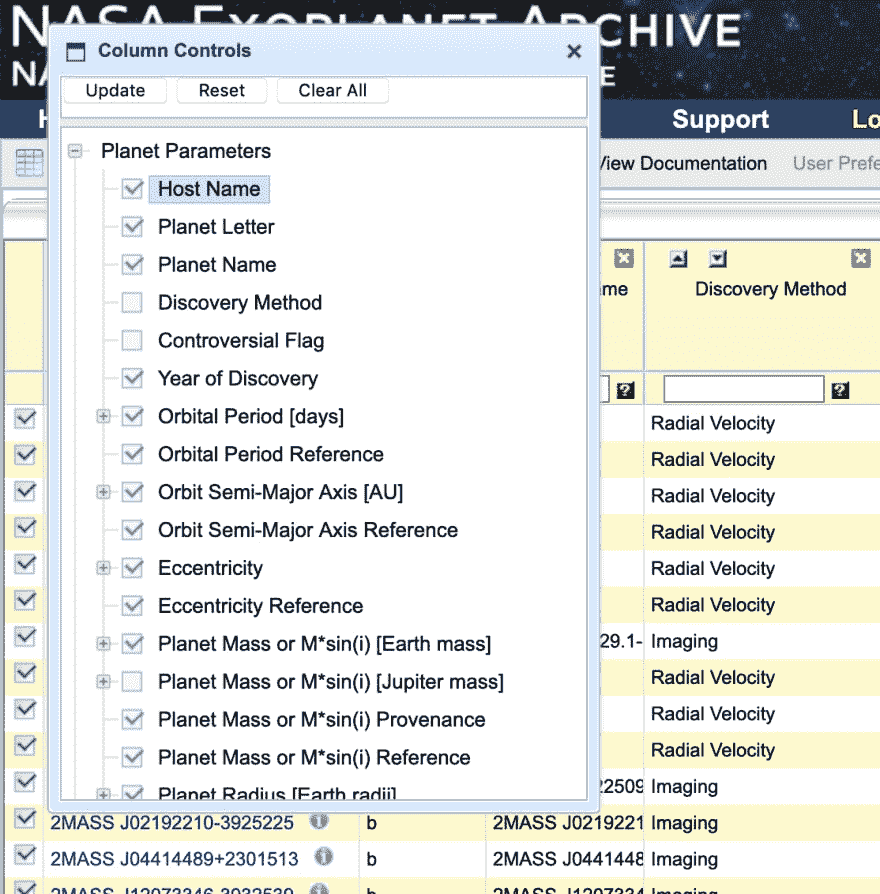 NASA EXOPLANET ARCHIVE
NA E
Column Controls
Update Reset Clear All
H Support Lo
View Documentation User Prefe
Planet Parameters
Host Name
Planet Letter
Planet Name
Discovery Method
Controversial Flag
Year of Discovery
Orbital Period [days]
Orbital Period Reference
Orbit Semi-Major Axis [AU]
Orbit Semi-Major Axis Reference
Eccentricity
Eccentricity Reference
Planet Mass or M*sin(i) [Earth mass]
Planet Mass or M*sin(i) [Jupiter mass]
Planet Mass or M*sin(i) Provenance
Planet Mass or M*sin(i) Reference
Planet Radius [Earth radii]
me Discovery Method
Radial Velocity
Radial Velocity
Radial Velocity
Radial Velocity
Radial Velocity
Radial Velocity
29.1- Imaging
Radial Velocity
Radial Velocity
Radial Velocity
22509 Imaging
2MASS J02192210-3925225 b 2MASS J0219221 Imaging
2MASS J04414489+2301513 b 2MASS J0441448 Imaging
2MASS J12073346-3932539 b 2MASS J1207334 Imaging